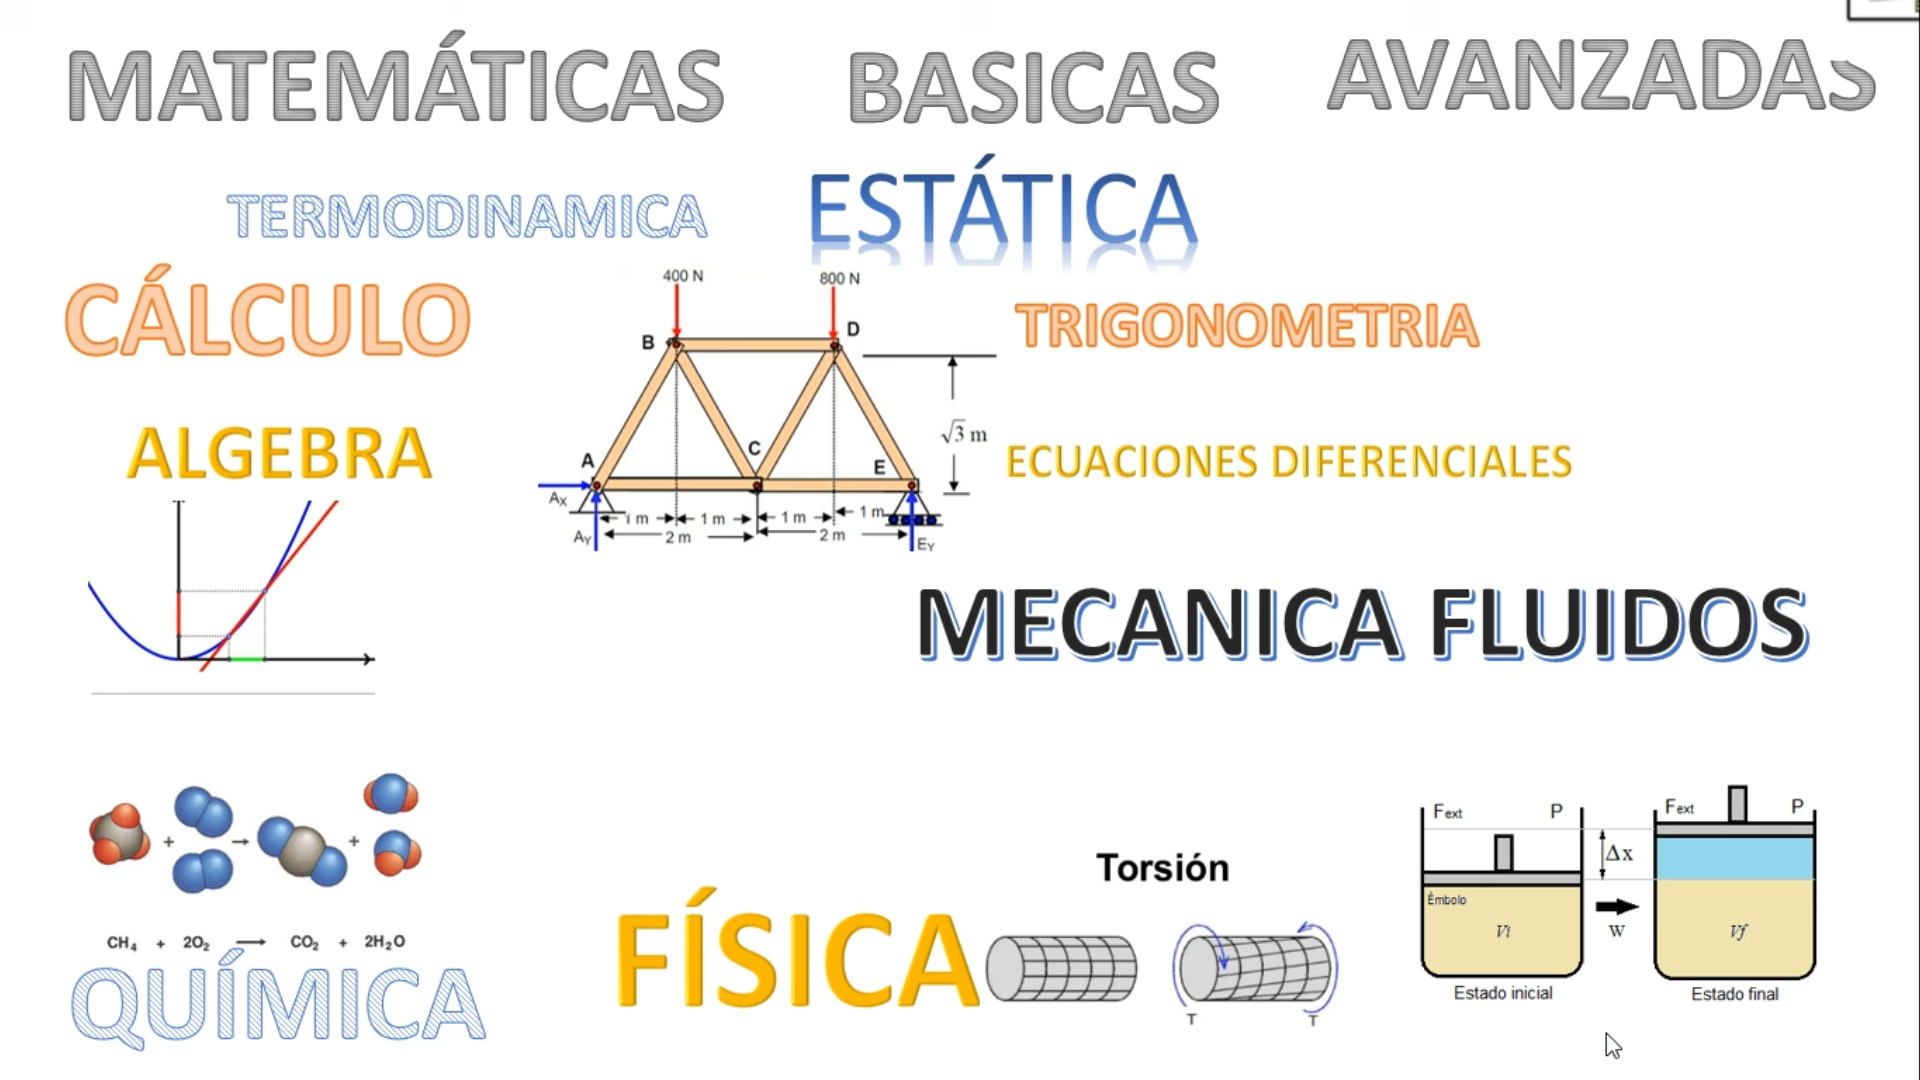 MATEMÁTICAS BASICAS AVANZADAS
TERMODINAMICA ESTÁTICA
CÁLCULO
TRIGONOMETRIA
ALGEBRA
ECUACIONES DIFERENCIALES
400 N
800 N
B
D
A
C
E
√3 m
AX
AY
EY
1 m
1 m
1 m
1 m
2 m
2 m
MECANICA FLUIDOS
+
+
CH4 + 2O2 → CO2 + 2H2O
QUÍMICA
FÍSICA
Torsión
T
T
Fext P
Émbolo
Vi
Estado inicial
Δx
W
Fext P
Vf
Estado final